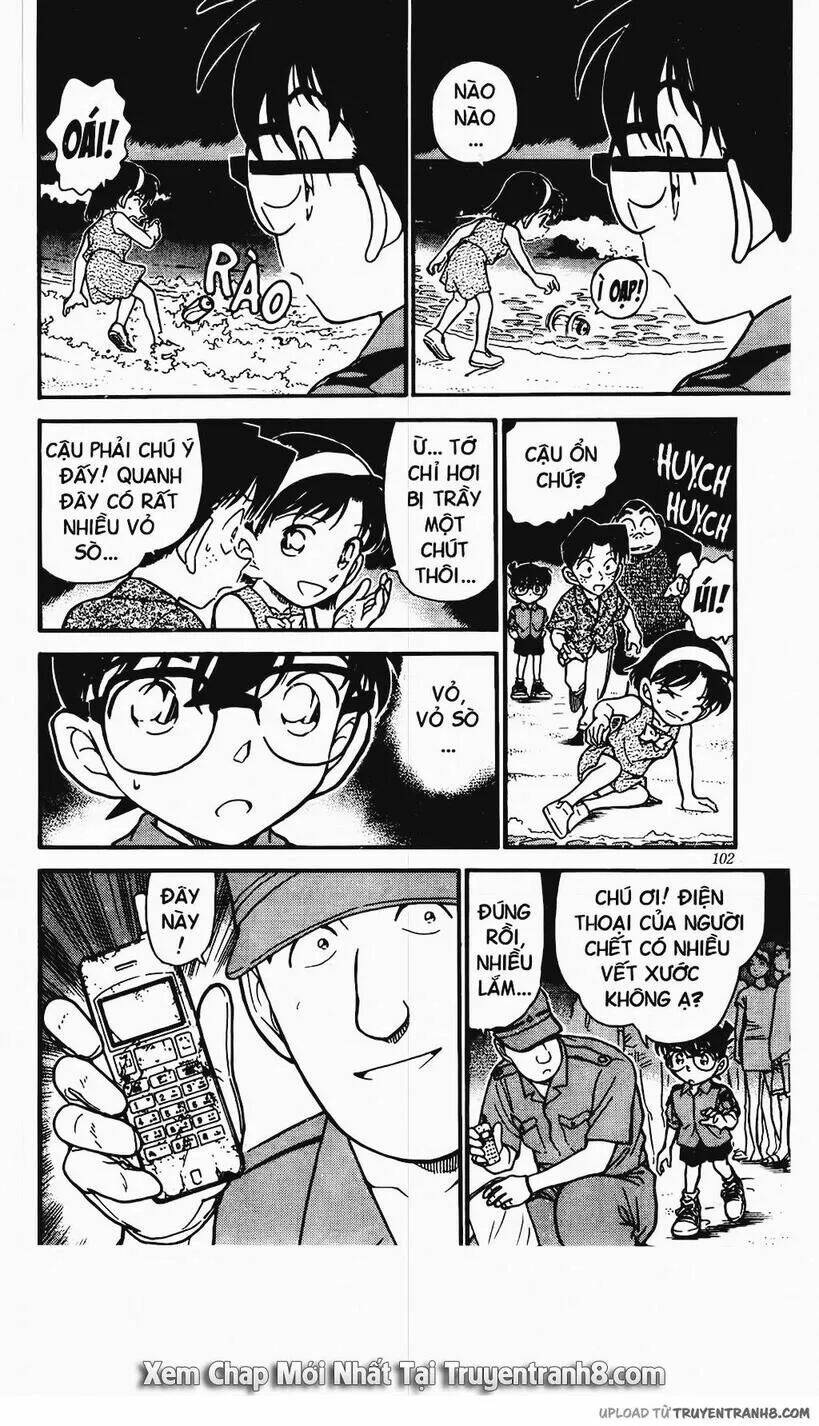 NÀO
NÀO
...
Ì OẠP!
OÁI!
RÀO
HUỴCH
HUỴCH
ÚI!
CẬU ỔN
CHỨ?
Ừ... TỚ
CHỈ HƠI
BỊ TRẦY
MỘT
CHÚT
THÔI...
CẬU PHẢI CHÚ Ý
ĐẤY! QUANH
ĐÂY CÓ RẤT
NHIỀU VỎ
SÒ...
VỎ,
VỎ SÒ
...
102
CHÚ ƠI! ĐIỆN
THOẠI CỦA NGƯỜI
CHẾT CÓ NHIỀU
VẾT XƯỚC
KHÔNG Ạ?
ĐÚNG
RỒI,
NHIỀU
LẮM...
ĐÂY
NÀY
!
Xem Chap Mới Nhất Tại Truyentranh8.com
UPLOAD TỪ TRUYENTRANH8.COM